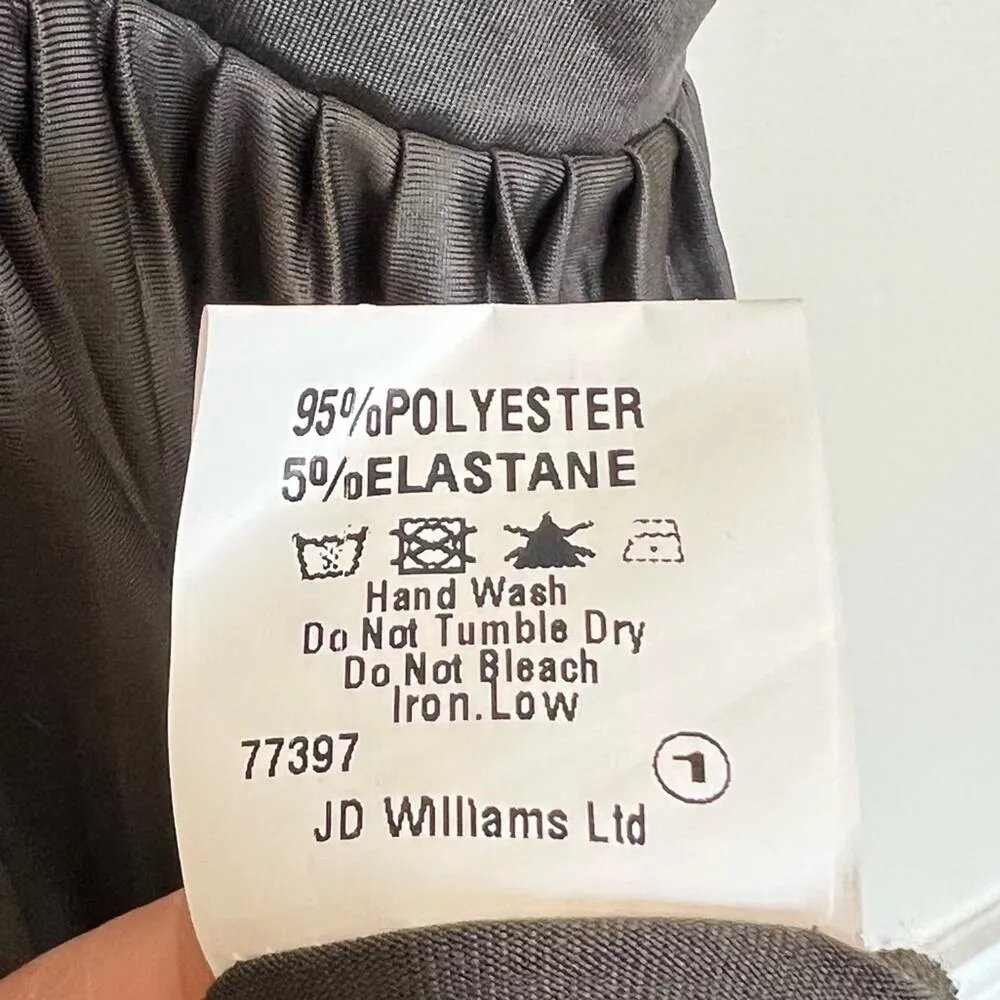 95%POLYESTER
5%ELASTANE
Hand Wash
Do Not Tumble Dry
Do Not Bleach
Iron.Low
77397
JD Williams Ltd